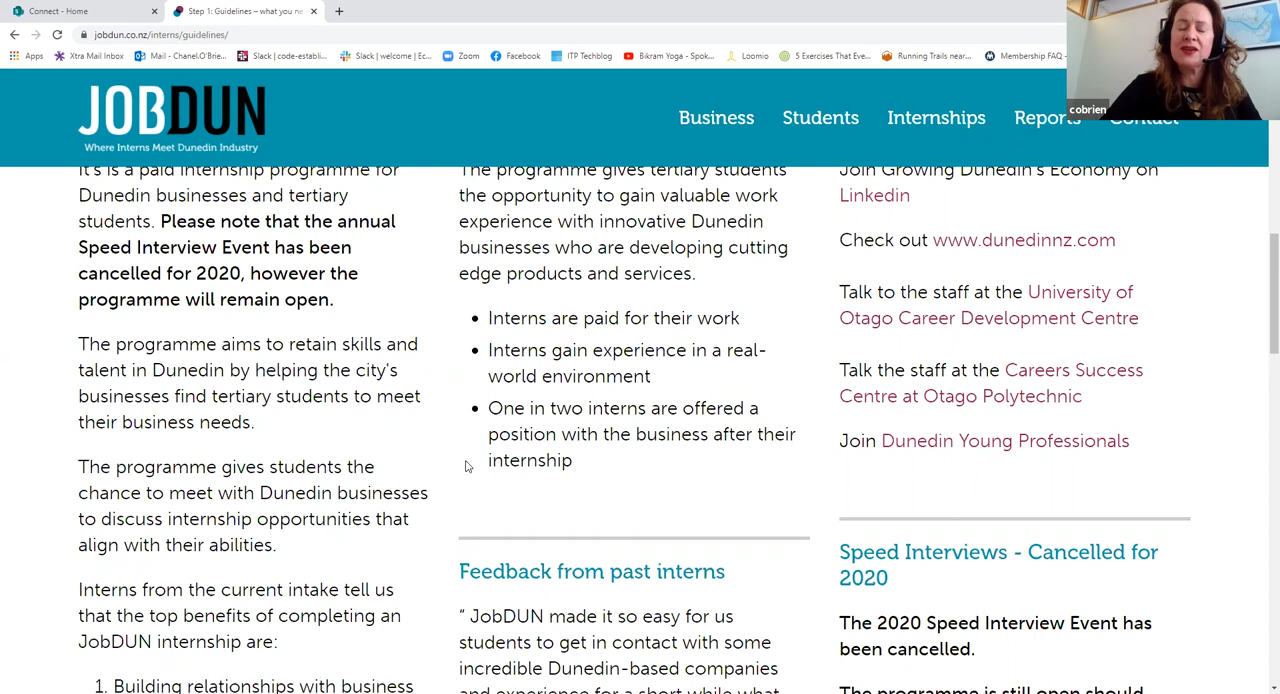 Connect - Home
Step 1: Guidelines – what you ne
jobdun.co.nz/interns/guidelines/
Apps
Xtra Mail Inbox
Mail - Chanel.O'Brie...
Slack | code-establi...
Slack | welcome | Ec...
Zoom
Facebook
ITP Techblog
Bikram Yoga - Spok...
Loomio
5 Exercises That Eve...
Running Trails near...
Membership FAQ -
cobrien
JOBDUN
Where Interns Meet Dunedin Industry
Business Students Internships Reports Contact
It's is a paid internship programme for
Dunedin businesses and tertiary
students. Please note that the annual
Speed Interview Event has been
cancelled for 2020, however the
programme will remain open.
The programme aims to retain skills and
talent in Dunedin by helping the city's
businesses find tertiary students to meet
their business needs.
The programme gives students the
chance to meet with Dunedin businesses
to discuss internship opportunities that
align with their abilities.
Interns from the current intake tell us
that the top benefits of completing an
JobDUN internship are:
1. Building relationships with business
The programme gives tertiary students
the opportunity to gain valuable work
experience with innovative Dunedin
businesses who are developing cutting
edge products and services.
• Interns are paid for their work
• Interns gain experience in a real-
world environment
• One in two interns are offered a
position with the business after their
internship
Feedback from past interns
“ JobDUN made it so easy for us
students to get in contact with some
incredible Dunedin-based companies
and experience for a short while what
Join Growing Dunedin's Economy on
Linkedin
Check out www.dunedinnz.com
Talk to the staff at the University of
Otago Career Development Centre
Talk the staff at the Careers Success
Centre at Otago Polytechnic
Join Dunedin Young Professionals
Speed Interviews - Cancelled for
2020
The 2020 Speed Interview Event has
been cancelled.
The programme is still open should